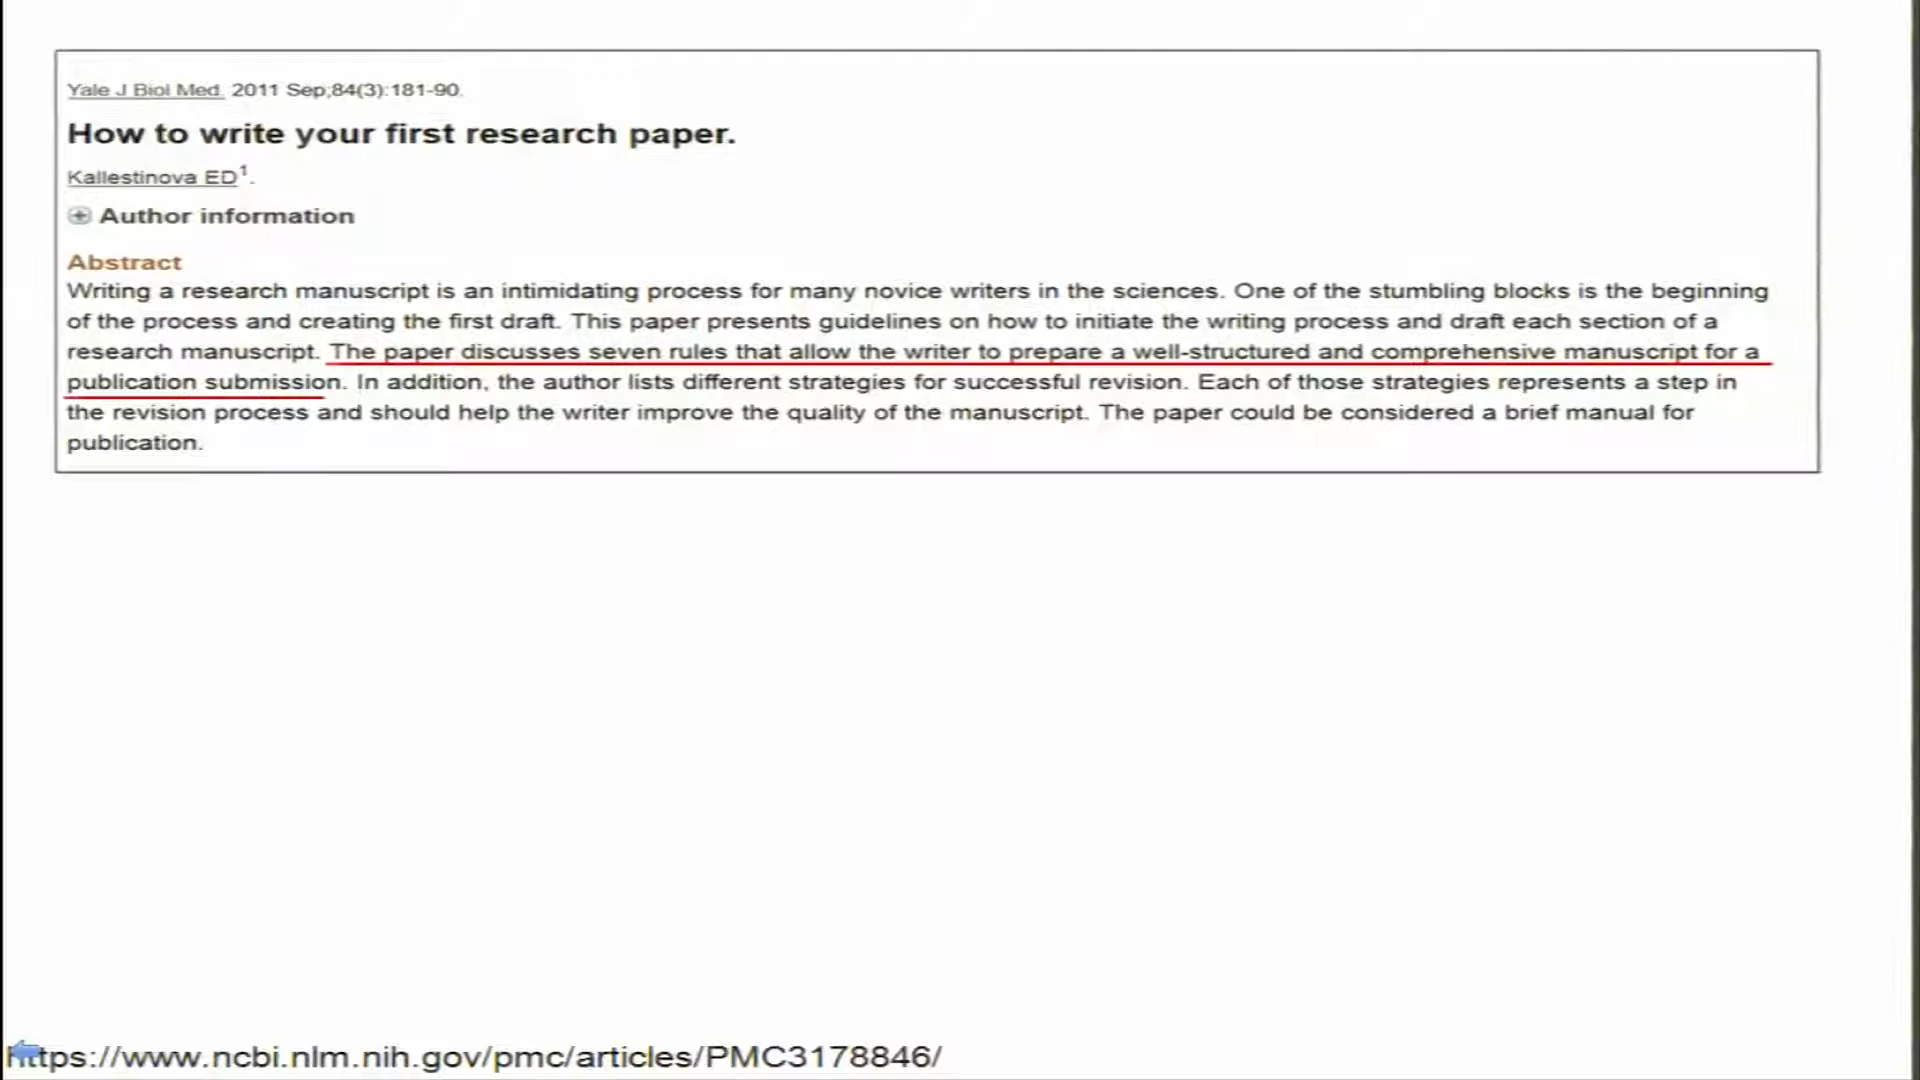 Yale J Biol Med. 2011 Sep;84(3):181-90.
How to write your first research paper.
Kallestinova ED1.
Author information
Abstract
Writing a research manuscript is an intimidating process for many novice writers in the sciences. One of the stumbling blocks is the beginning
of the process and creating the first draft. This paper presents guidelines on how to initiate the writing process and draft each section of a
research manuscript. The paper discusses seven rules that allow the writer to prepare a well-structured and comprehensive manuscript for a
publication submission. In addition, the author lists different strategies for successful revision. Each of those strategies represents a step in
the revision process and should help the writer improve the quality of the manuscript. The paper could be considered a brief manual for
publication.
https://www.ncbi.nlm.nih.gov/pmc/articles/PMC3178846/